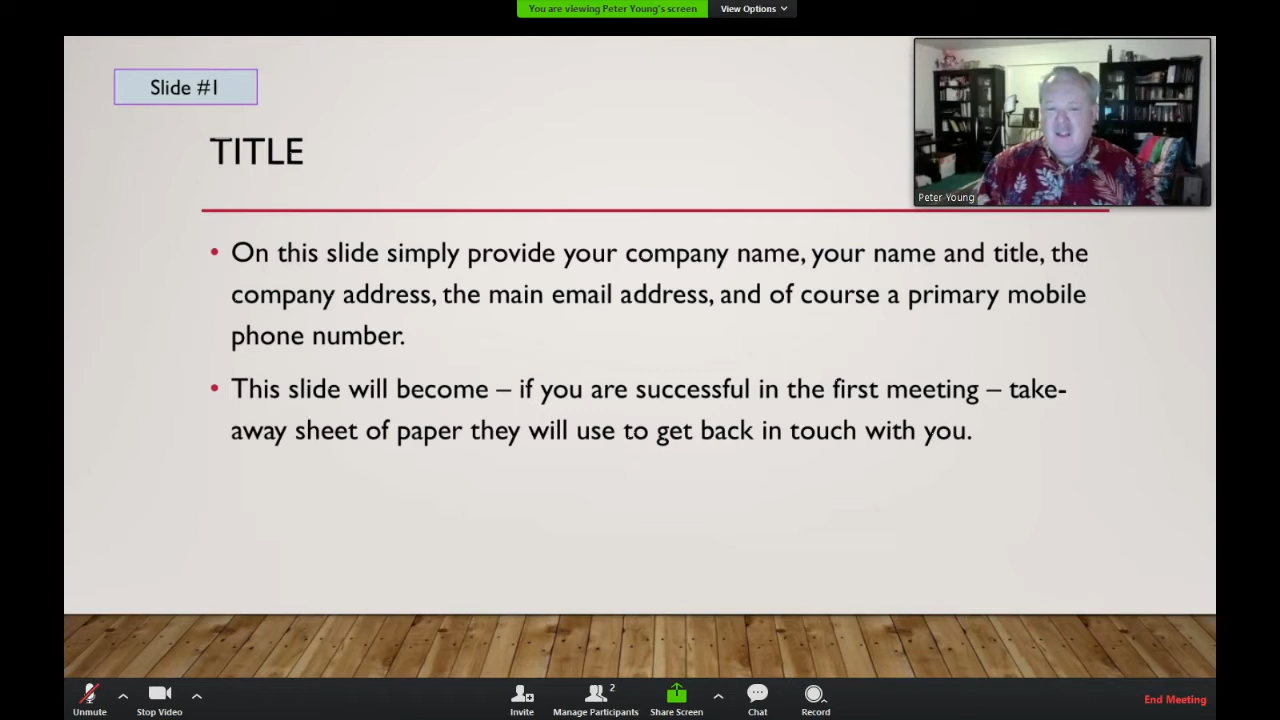 You are viewing Peter Young's screen
View Options
Slide #1
TITLE
Peter Young
• On this slide simply provide your company name, your name and title, the
company address, the main email address, and of course a primary mobile
phone number.
• This slide will become – if you are successful in the first meeting – take-
away sheet of paper they will use to get back in touch with you.
Unmute
Stop Video
Invite
2
Manage Participants
Share Screen
Chat
Record
End Meeting